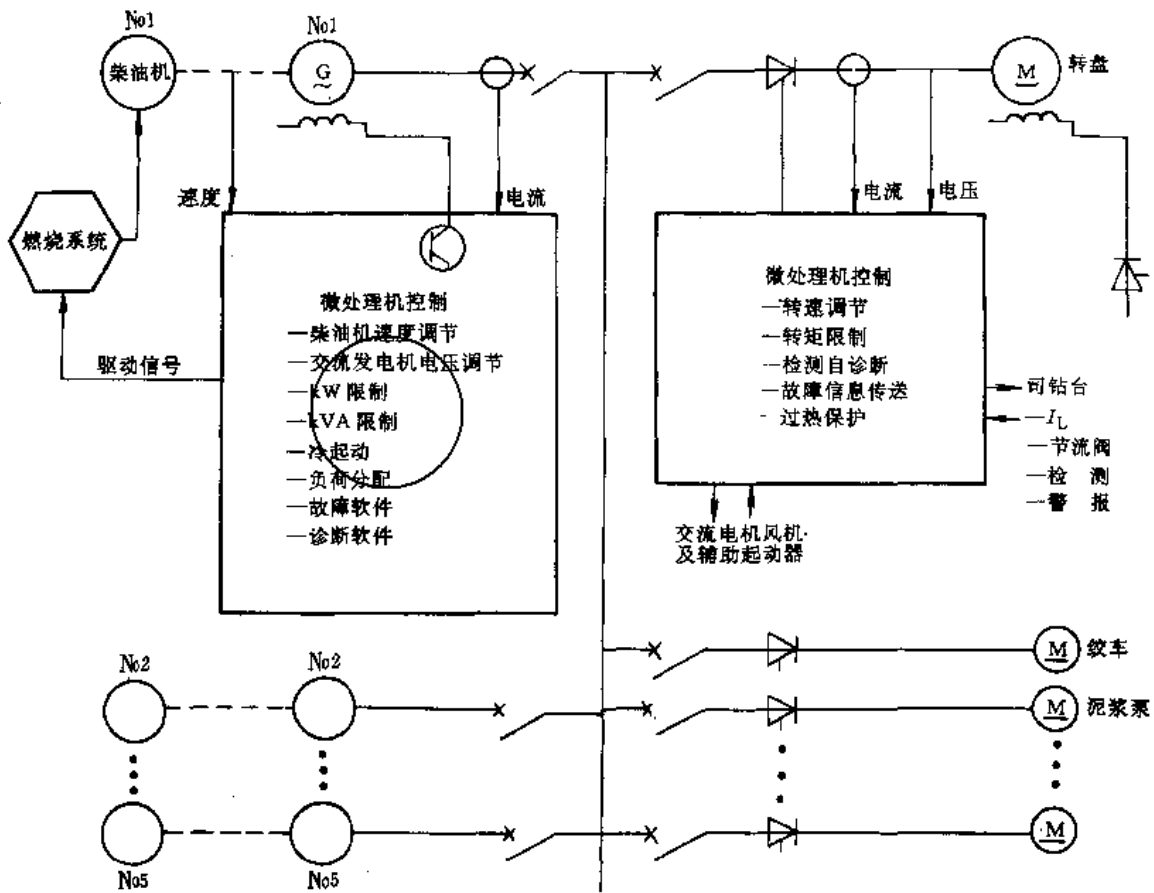 No1
No1
柴油机
G
~
M
转盘
速度
电流
电流
电压
燃烧系统
驱动信号
微处理机控制
—柴油机速度调节
—交流发电机电压调节
—kW 限制
—kVA 限制
—冷起动
—负荷分配
—故障软件
—诊断软件
微处理机控制
—转速调节
—转矩限制
—检测自诊断
—故障信息传送
-过热保护
司钻台
—I_L
—节流阀
—检 测
—警 报
交流电机风机
及辅助起动器
M
绞车
No2
No2
M
泥浆泵
M
No5
No5